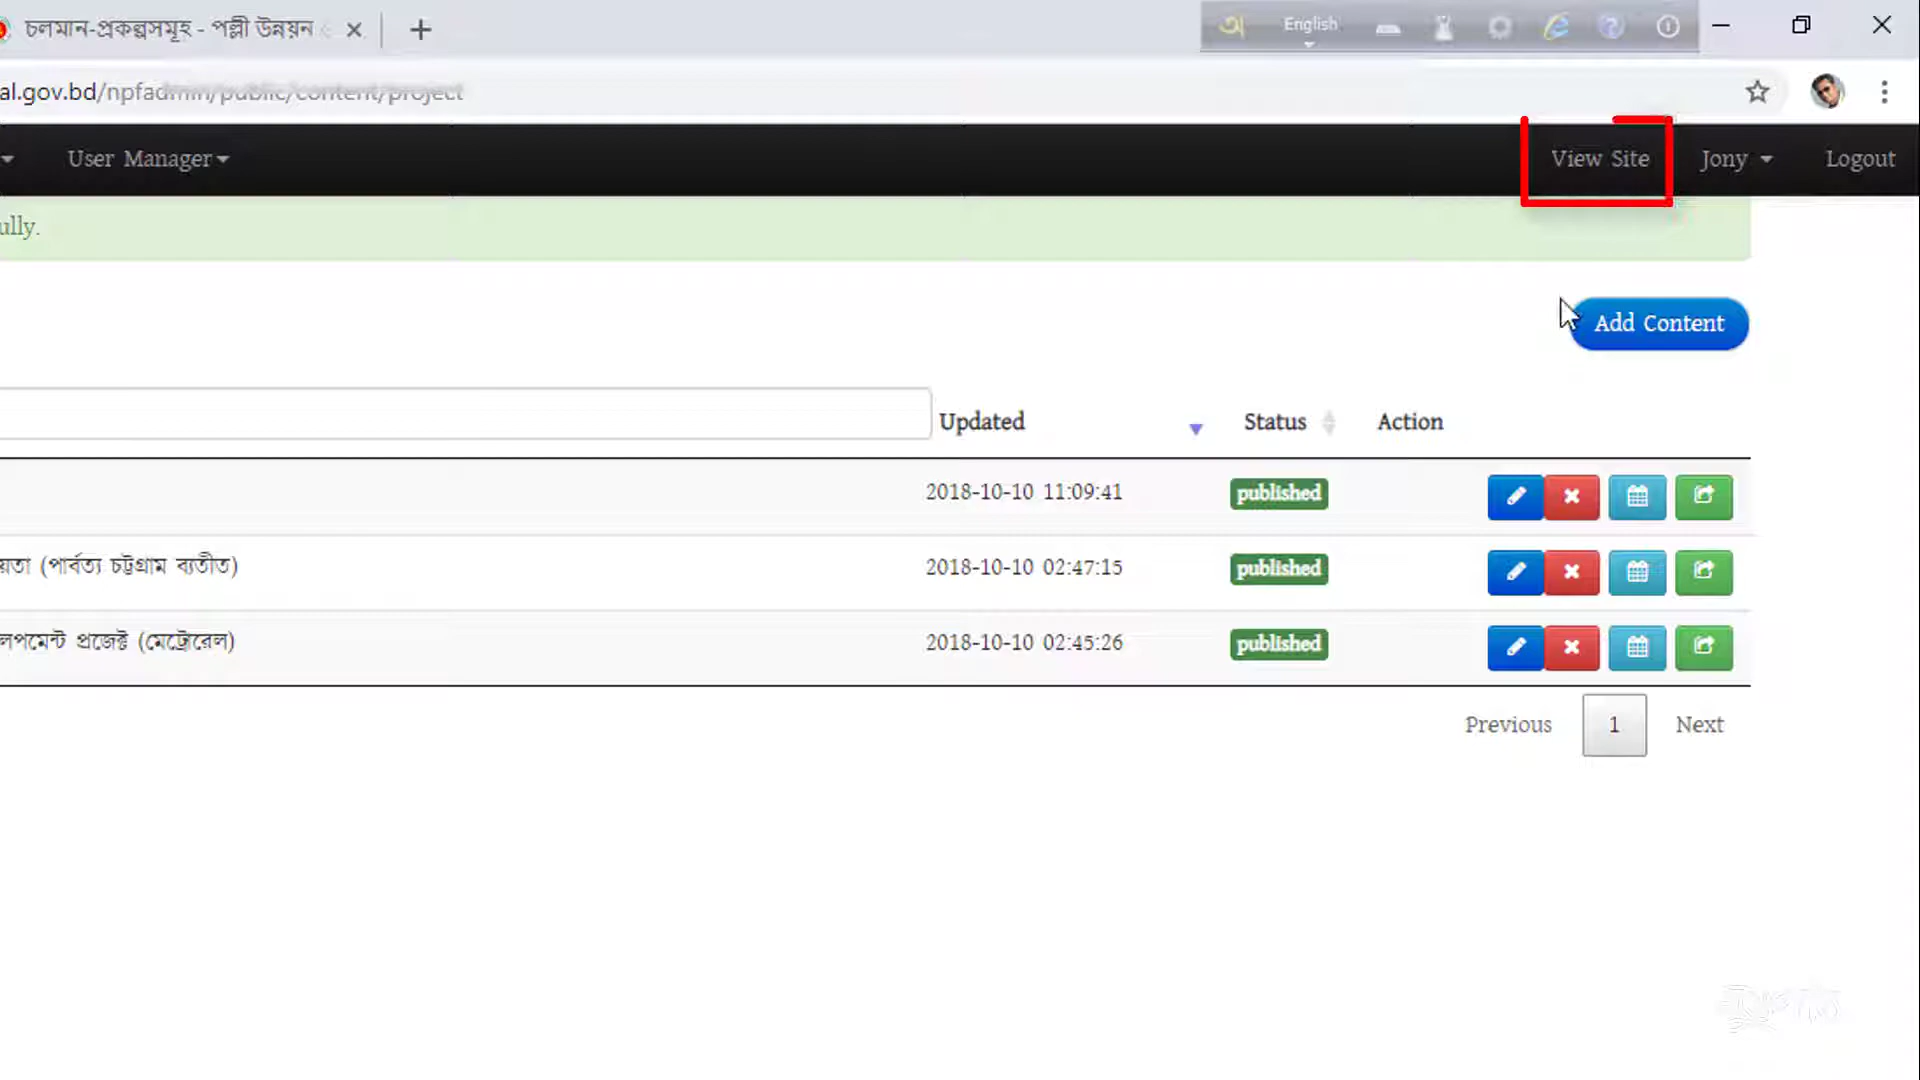 চলমান-প্রকল্পসমূহ - পল্লী উন্নয়ন
English
al.gov.bd/npfadmin/public/content/project
User Manager
View Site
Jony
Logout
ully.
Add Content
Updated
Status
Action
2018-10-10 11:09:41
published
য়তা (পার্বত্য চট্টগ্রাম ব্যতীত)
2018-10-10 02:47:15
published
লপমেন্ট প্রজেক্ট (মেট্রোরেল)
2018-10-10 02:45:26
published
Previous
1
Next